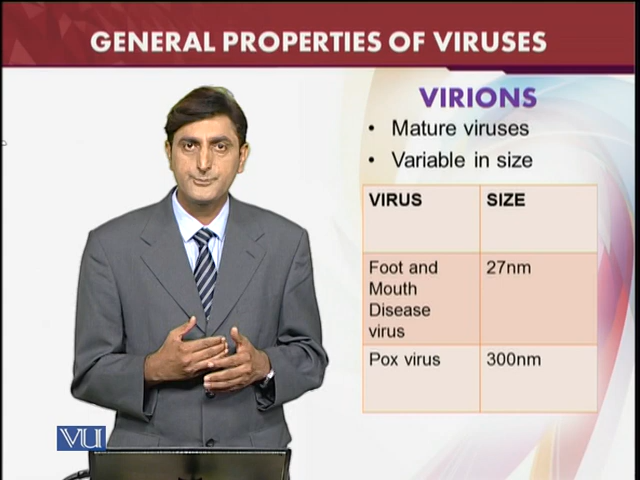 GENERAL PROPERTIES OF VIRUSES
VIRIONS
• Mature viruses
• Variable in size
VIRUS SIZE
Foot and 27nm
Mouth
Disease
virus
Pox virus 300nm
VU